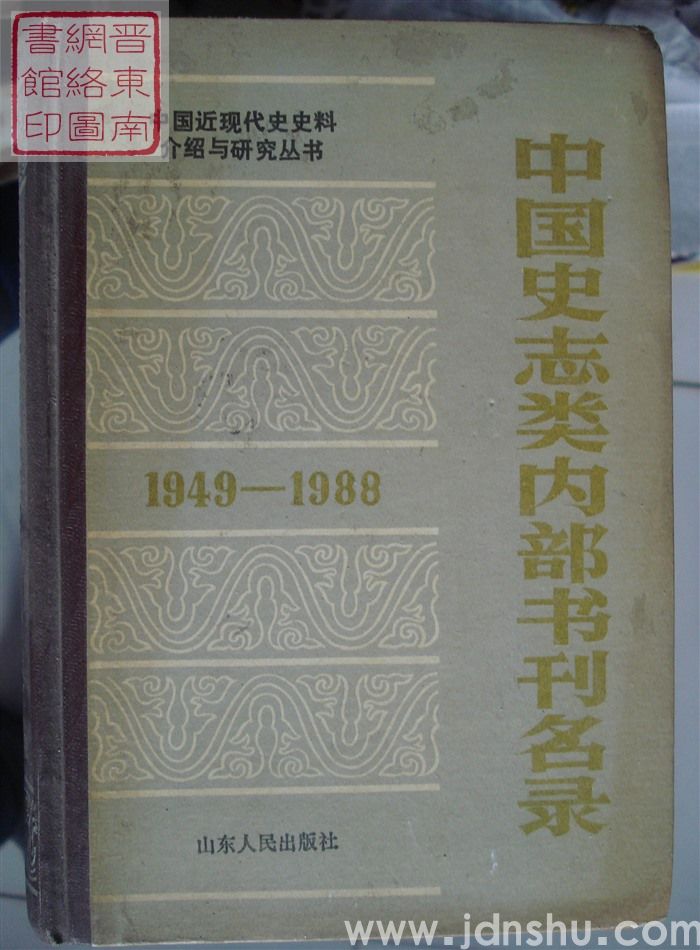 晋東南
網絡圖
書館印
中国近现代史史料
介绍与研究丛书
中国史志类内部书刊名录
1949—1988
山东人民出版社
www.jdnshu.com